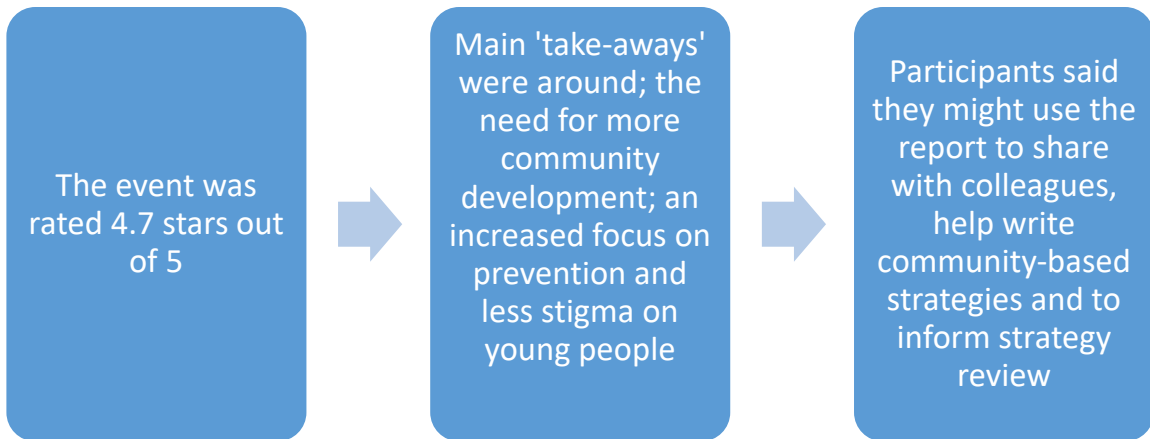 The event was
rated 4.7 stars out
of 5
Main 'take-aways'
were around; the
need for more
community
development; an
increased focus on
prevention and
less stigma on
young people
Participants said
they might use the
report to share
with colleagues,
help write
community-based
strategies and to
inform strategy
review